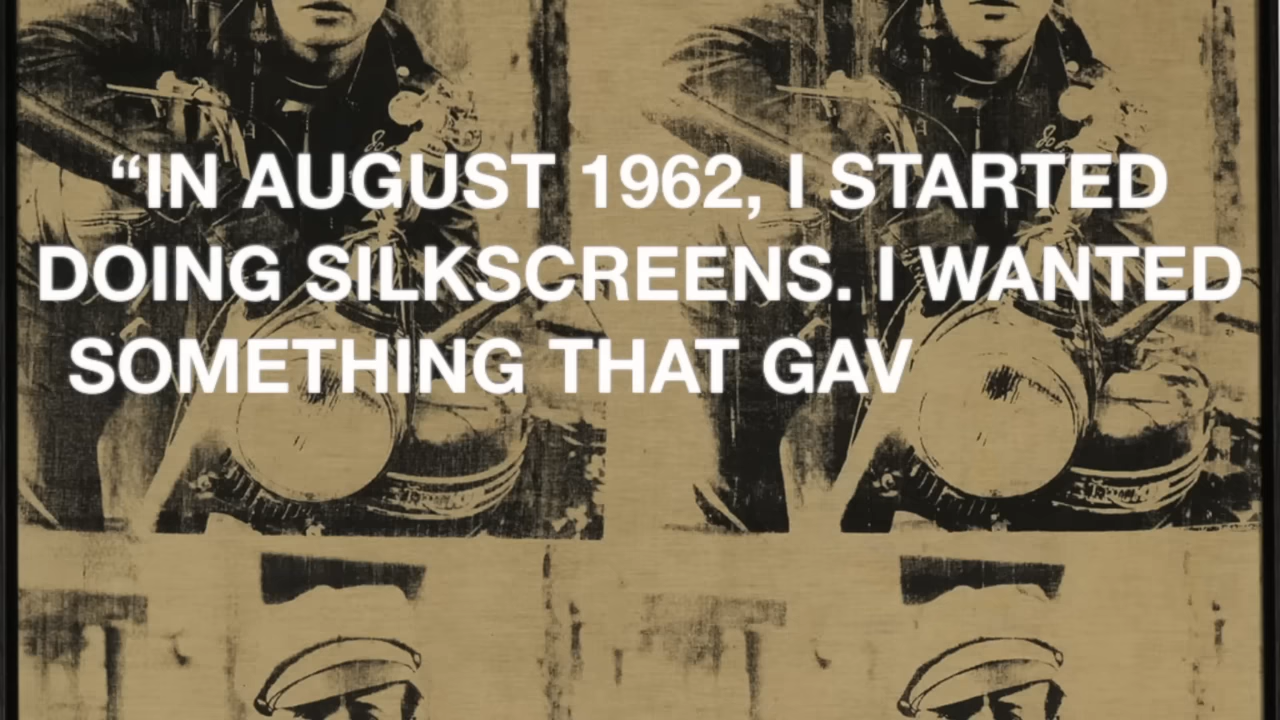 “IN AUGUST 1962, I STARTED
DOING SILKSCREENS. I WANTED
SOMETHING THAT GAV